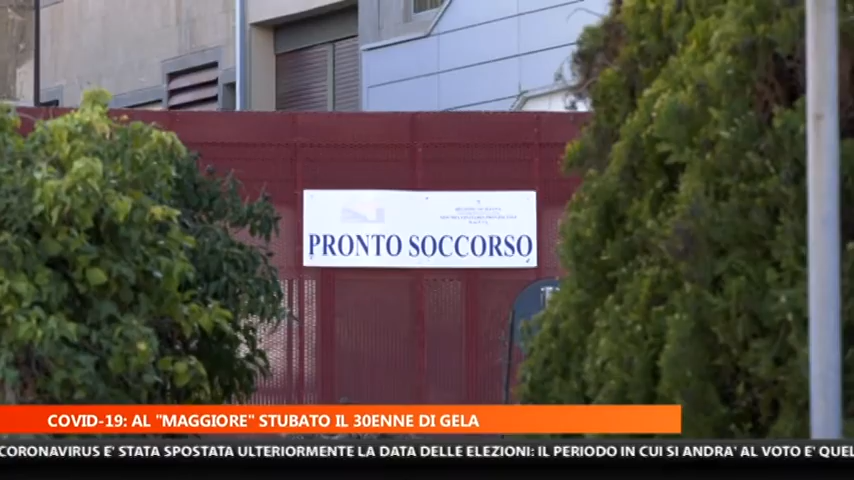 PRONTO SOCCORSO
COVID-19: AL "MAGGIORE" STUBATO IL 30ENNE DI GELA
CORONAVIRUS E' STATA SPOSTATA ULTERIORMENTE LA DATA DELLE ELEZIONI: IL PERIODO IN CUI SI ANDRA' AL VOTO E' QUEL